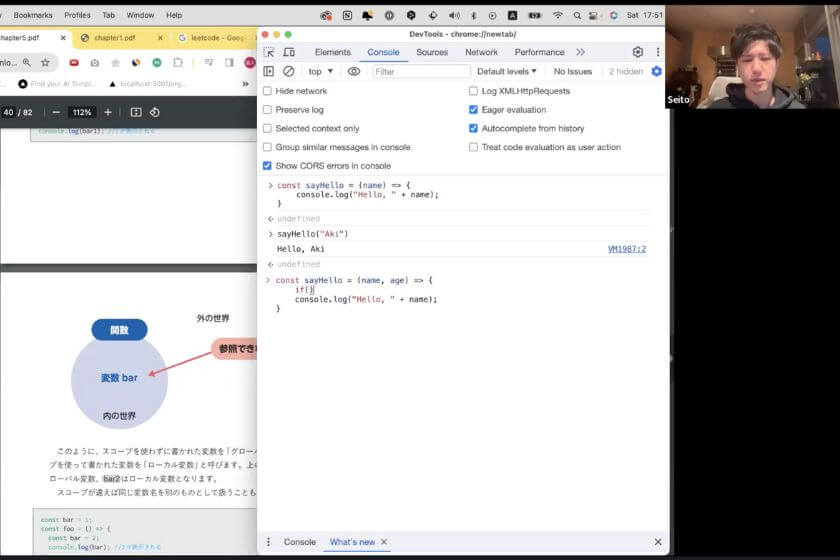 Bookmarks Profiles Tab Window Help
Sat 17:51
chapter5.pdf
chapter1.pdf
leetcode - Goo
Find your AI Templ...
localhost:3001/org...
40 / 82
112%
console.log(bar1); //1が表示される
関数
外の世界
参照でき
変数 bar
内の世界
このように、スコープを使わずに書かれた変数を「グロー
プを使って書かれた変数を「ローカル変数」と呼びます。上の
ローバル変数、bar2はローカル変数となります。
スコープが違えば同じ変数名を別のものとして扱うことも
const bar = 1;
const foo = () => {
const bar = 2;
console.log(bar); //2が表示される
DevTools - chrome://newtab/
Elements Console Sources Network Performance
top
Filter
Default levels
No Issues
2 hidden
Hide network
Log XMLHttpRequests
Preserve log
Eager evaluation
Selected context only
Autocomplete from history
Group similar messages in console
Treat code evaluation as user action
Show CORS errors in console
const sayHello = (name) => {
console.log("Hello, " + name);
}
undefined
sayHello("Aki")
Hello, Aki
VM1987:2
undefined
const sayHello = (name, age) => {
if()
console.log("Hello, " + name);
}
Console What's new
Seito